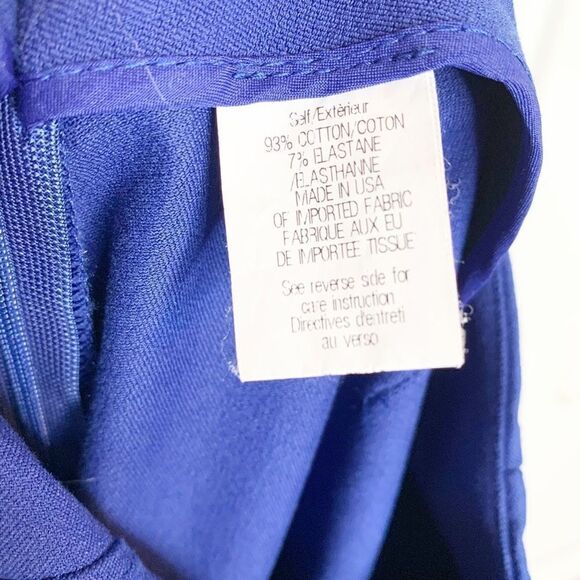 Self/Extérieur
93% COTTON/COTON
7% ELASTANE
/ELASTHANNE
MADE IN USA
OF IMPORTED FABRIC
FABRIQUE AUX EU
DE IMPORTEE TISSUE
See reverse side for
care instruction
Directives d'entreti
au verso